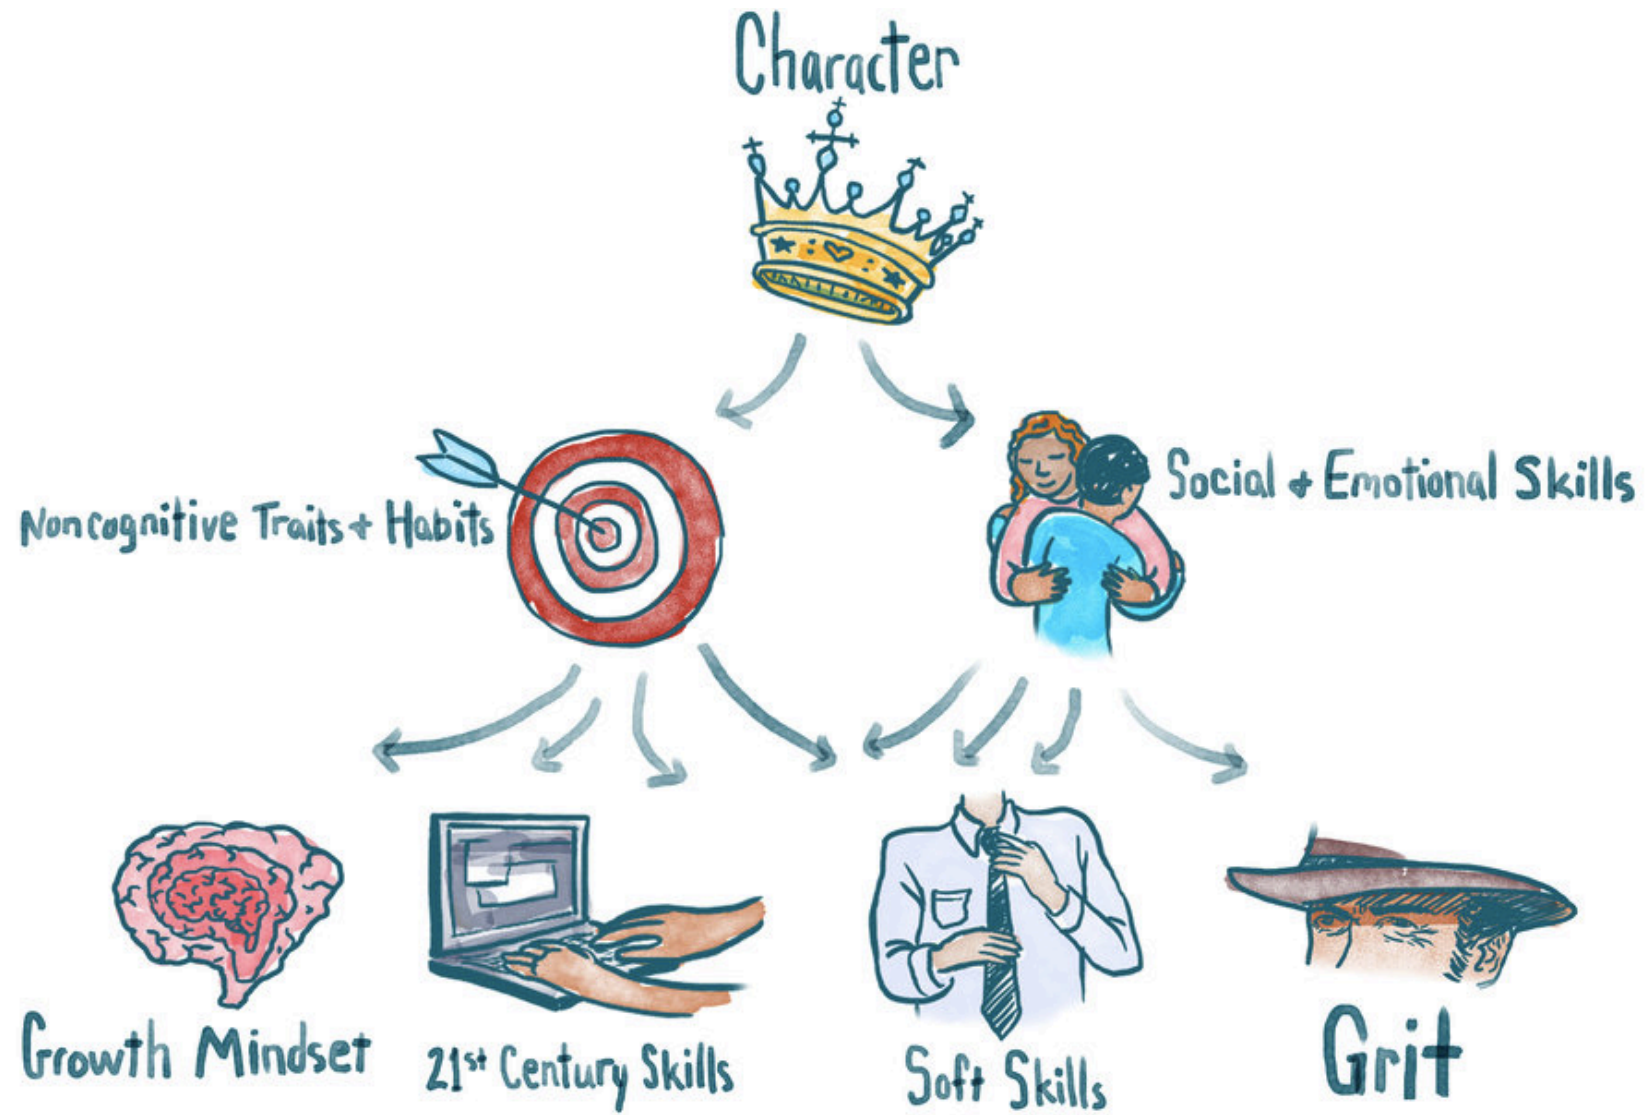 Character
Social + Emotional Skills
Noncognitive Traits + Habits
Growth Mindset
21st Century Skills
Soft Skills
Grit